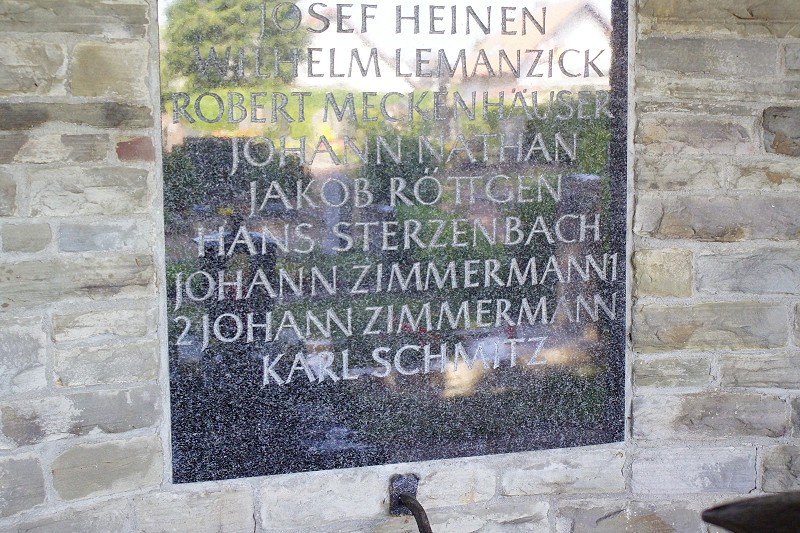 JOSEF HEINEN
WILHELM LEMANZICK
ROBERT MECKENHÄUSER
JOHANN NATHAN
JAKOB RÖTTGEN
HANS STERZENBACH
JOHANN ZIMMERMANN 1
2 JOHANN ZIMMERMANN
KARL SCHMITZ